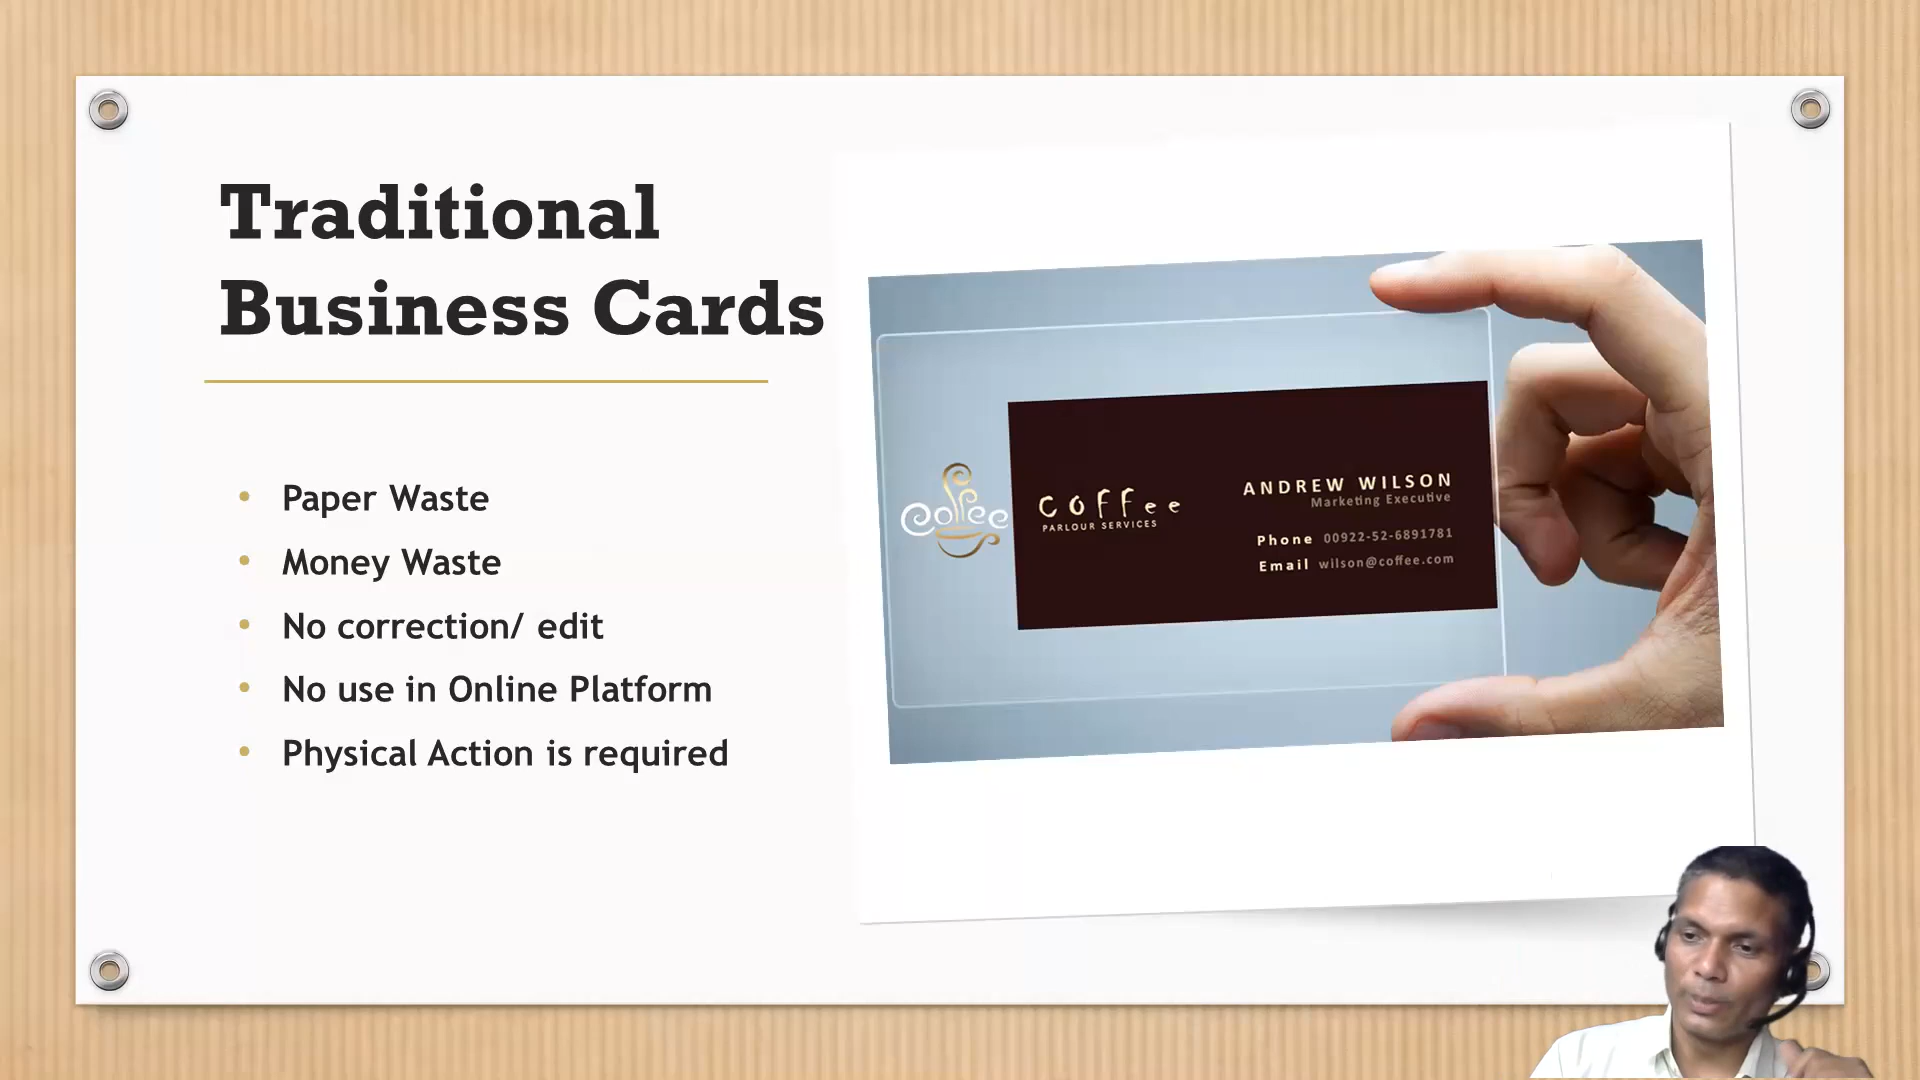 Traditional
Business Cards
• Paper Waste
• Money Waste
• No correction/ edit
• No use in Online Platform
• Physical Action is required
Coffee
COFFee
PARLOUR SERVICES
ANDREW WILSON
Marketing Executive
Phone 00922-52-6891781
Email wilson@coffee.com